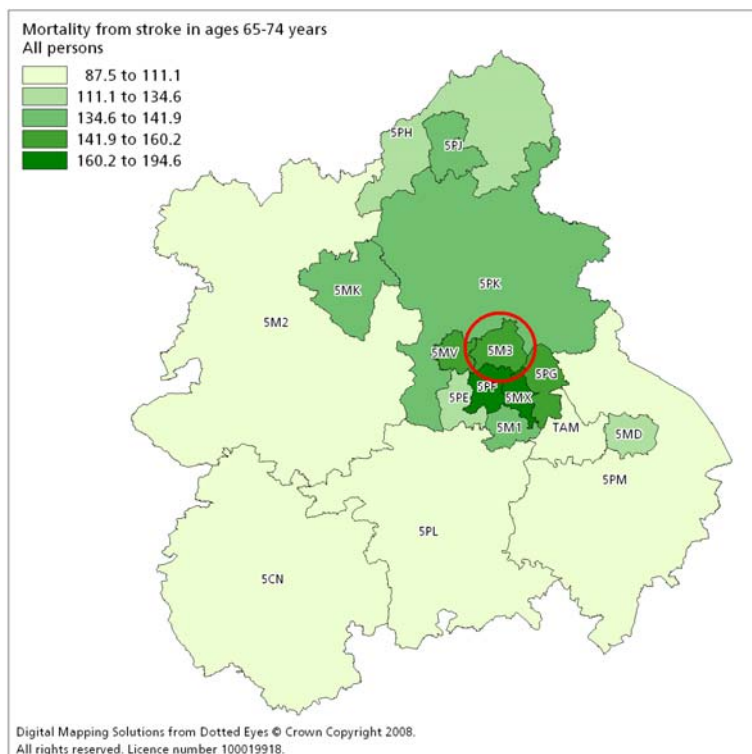 Mortality from stroke in ages 65-74 years
All persons
87.5 to 111.1
111.1 to 134.6
134.6 to 141.9
141.9 to 160.2
160.2 to 194.6
5PH
5PJ
5PK
5MK
5M2
5MV
5M3
5PG
5PF
5PE
5MX
5M1
TAM
5MD
5PM
5PL
5CN
Digital Mapping Solutions from Dotted Eyes © Crown Copyright 2008.
All rights reserved. Licence number 100019918.